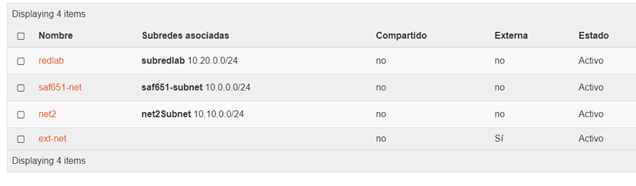 Displaying 4 items
Nombre Subredes asociadas Compartido Externa Estado
redlab subredlab 10.20.0.0/24 no no Activo
saf651-net saf651-subnet 10.0.0.0/24 no no Activo
net2 net2Subnet 10.10.0.0/24 no no Activo
ext-net no Sí Activo
Displaying 4 items